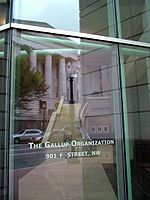 THE GALLUP ORGANIZATION
901 F STREET, NW